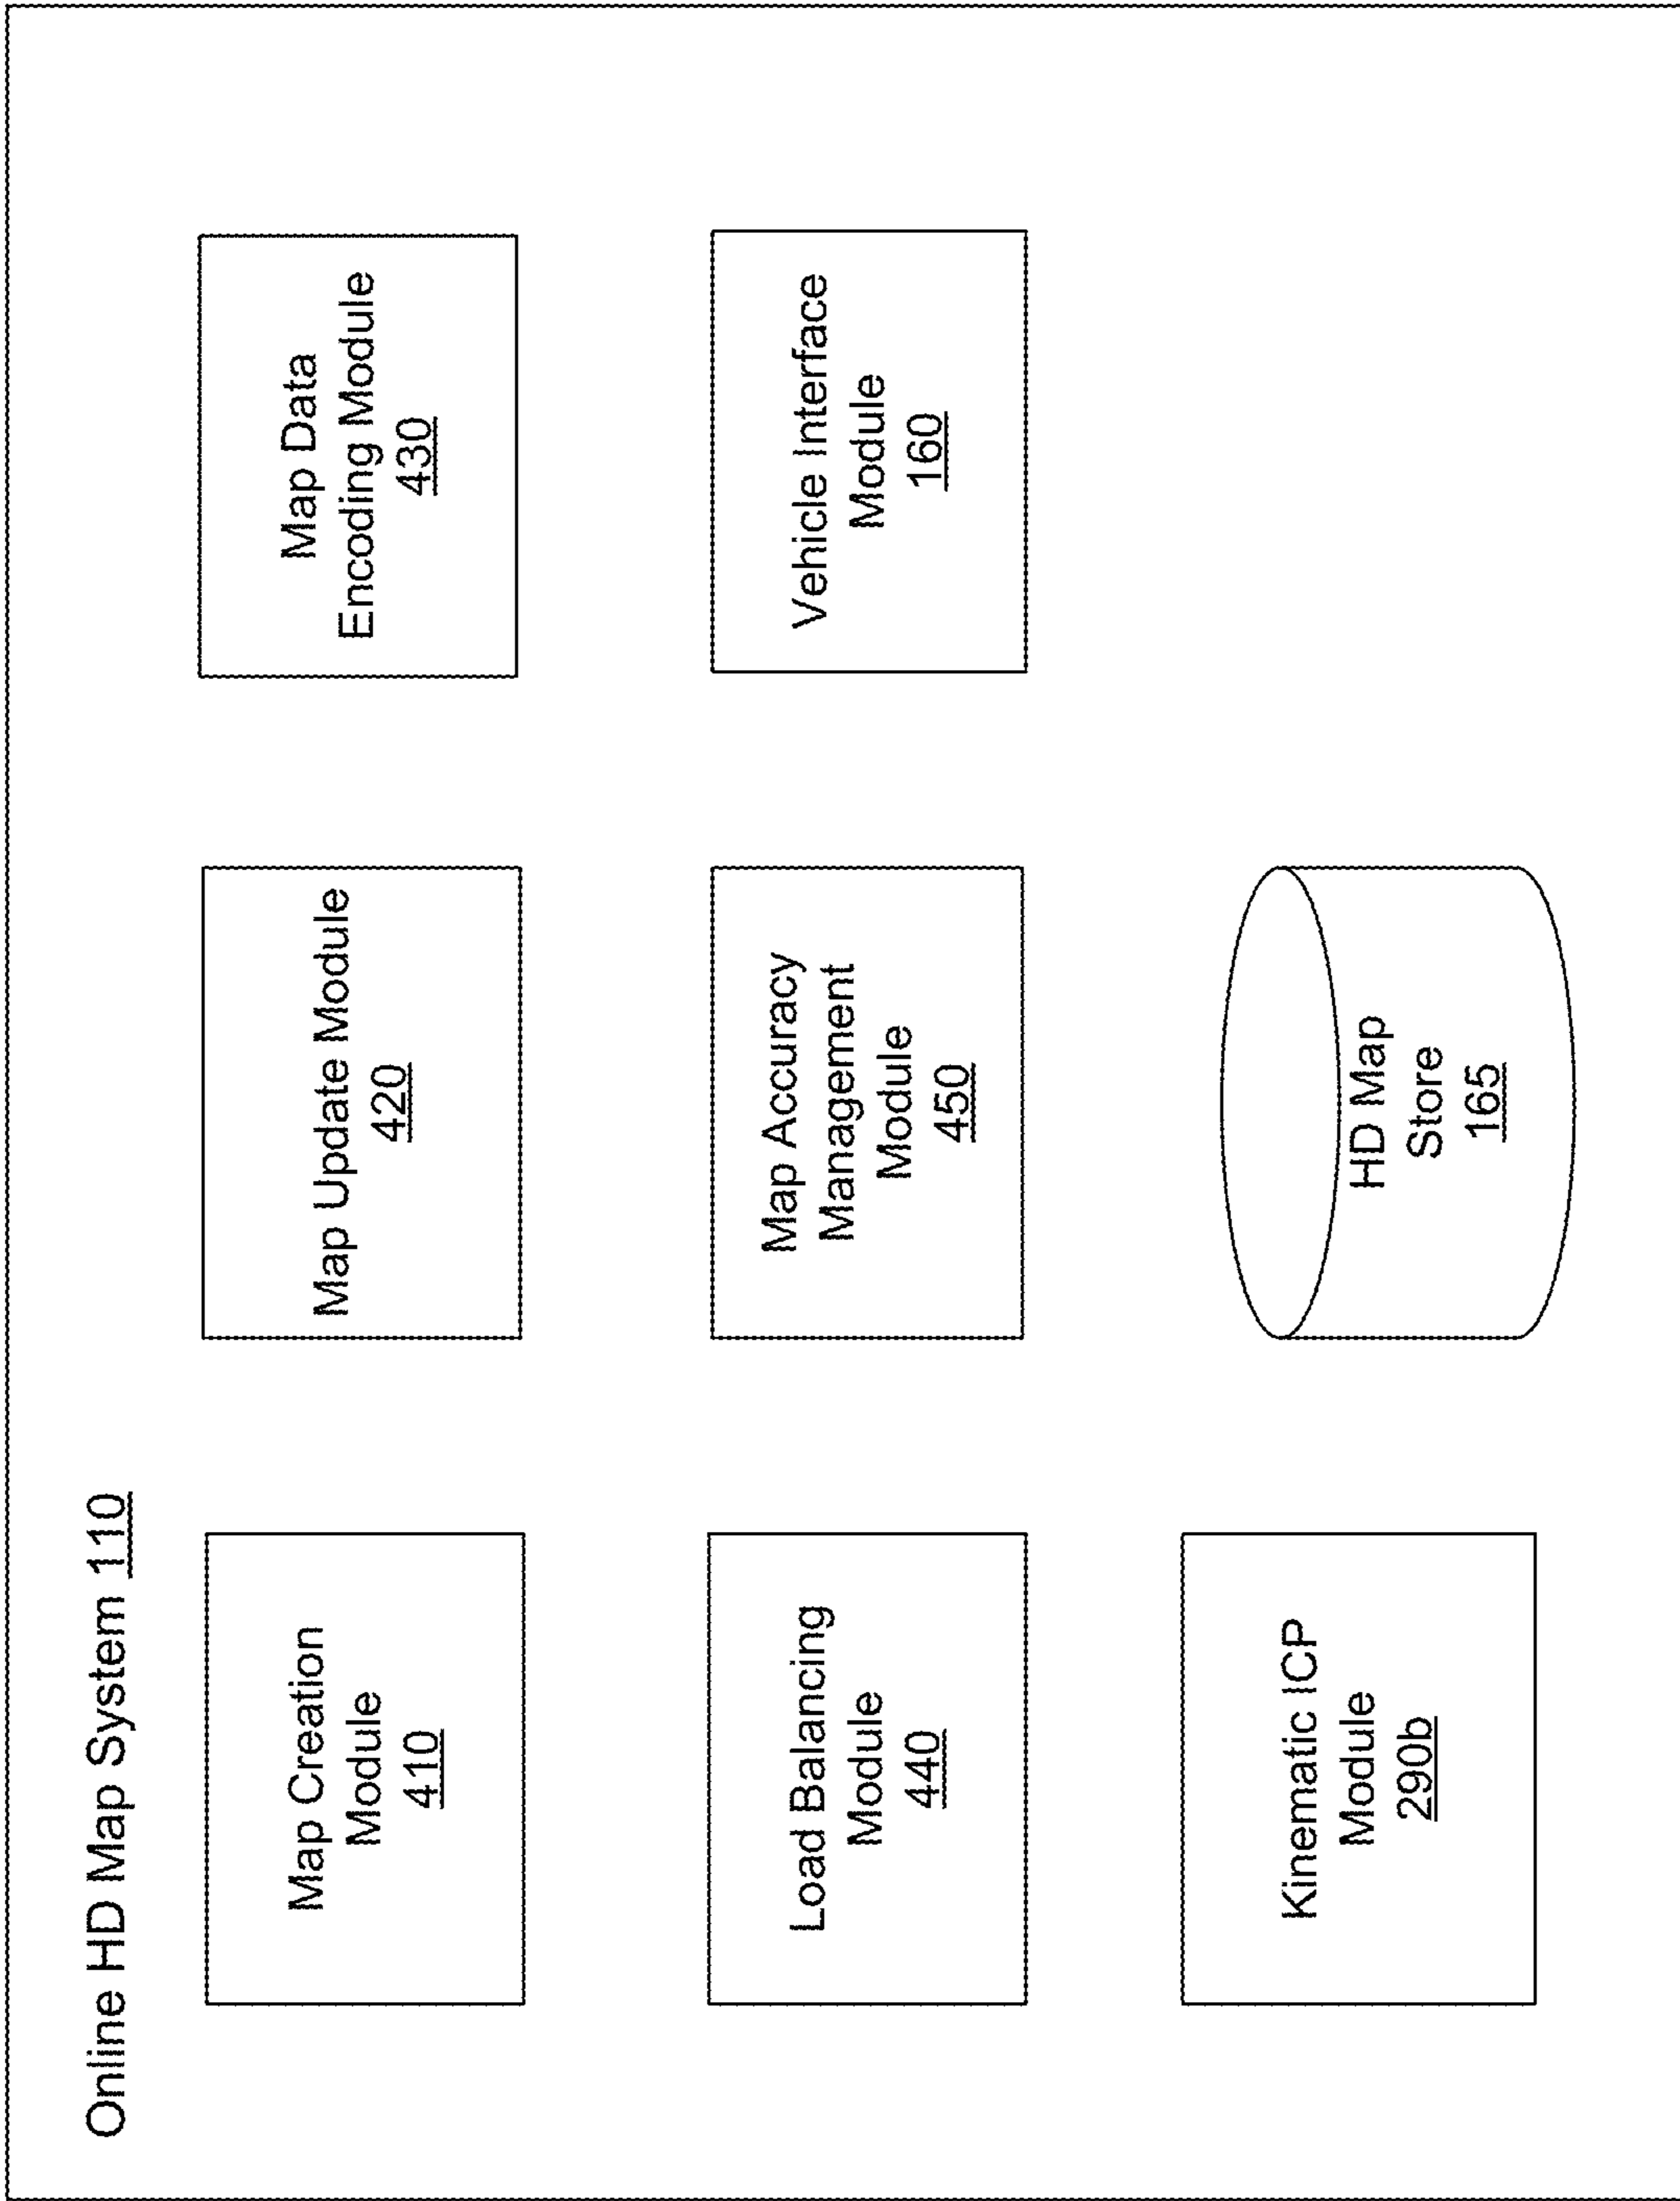 Online HD Map System 110
Map Creation
Module
410
Map Update Module
420
Map Data
Encoding Module
430
Load Balancing
Module
440
Map Accuracy
Management
Module
450
Vehicle Interface
Module
160
Kinematic ICP
Module
290b
HD Map
Store
165